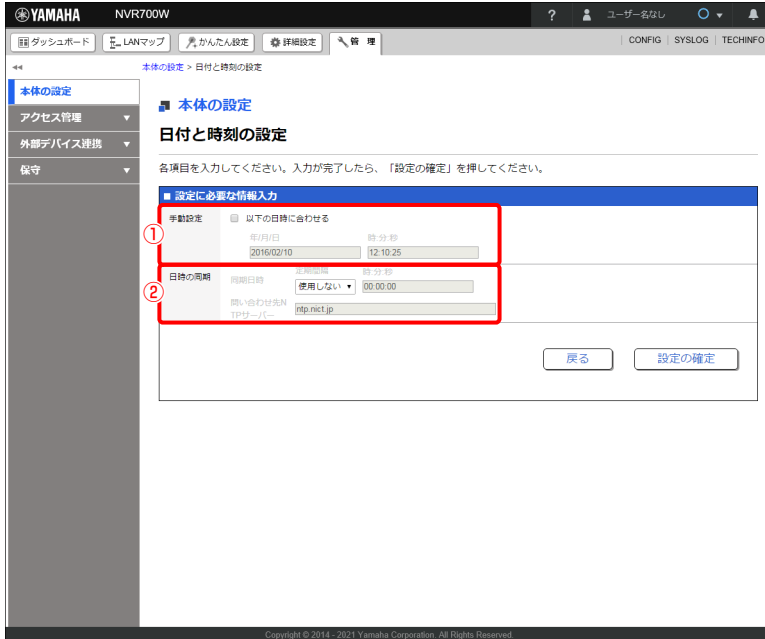 YAMAHA NVR700W ? ユーザー名なし
ダッシュボード LANマップ かんたん設定 詳細設定 管 理 CONFIG SYSLOG TECHINFO
本体の設定 > 日付と時刻の設定
本体の設定
アクセス管理 ▼
外部デバイス連携 ▼
保守 ▼
本体の設定
日付と時刻の設定
各項目を入力してください。入力が完了したら、「設定の確定」を押してください。
■ 設定に必要な情報入力
①
手動設定 以下の日時に合わせる
年/月/日 時:分:秒
2016/02/10 12:10:25
②
日時の同期 同期日時 定期間隔 時:分:秒
使用しない ▼ 00:00:00
問い合わせ先N
TPサーバー ntp.nict.jp
戻る 設定の確定
Copyright © 2014 - 2021 Yamaha Corporation. All Rights Reserved.